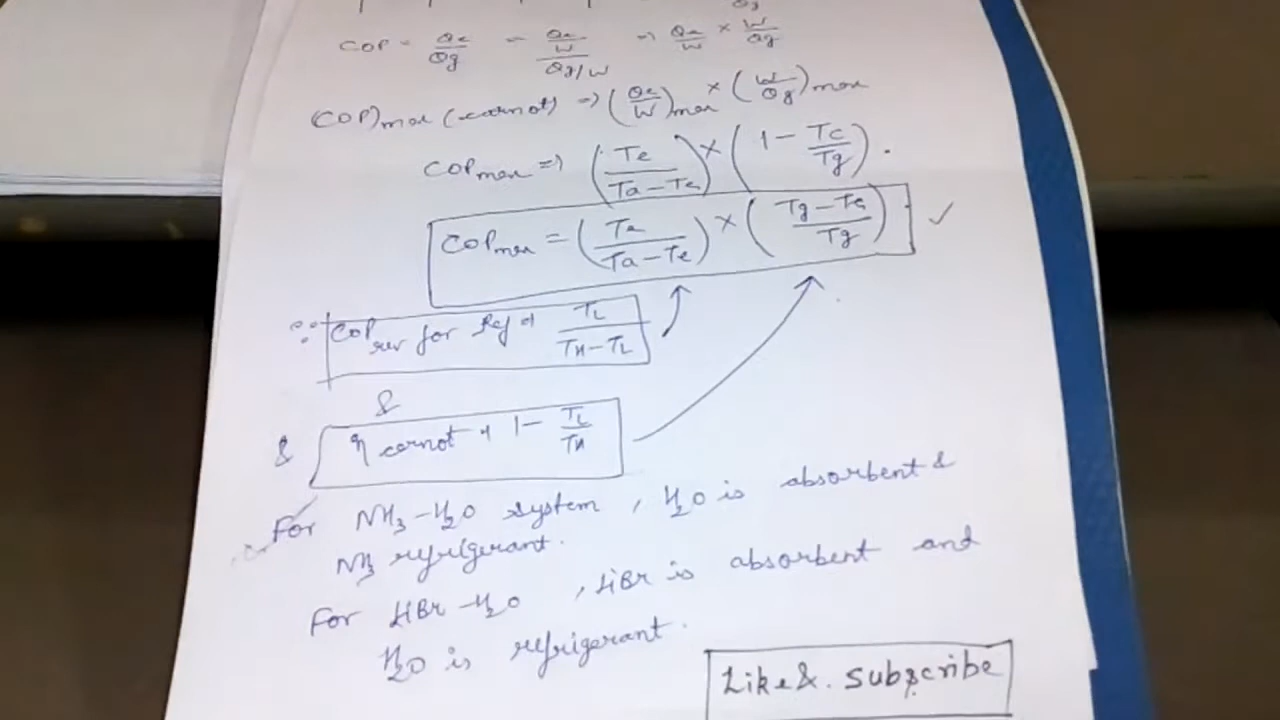 COP = Qe/Qg = (Qe/W)/(Qg/W) => Qe/W × W/Qg
(COP)max (carnot) => (Qe/W)max × (W/Qg)max
COPmax => (Te/(Ta-Te)) × (1 - Tc/Tg).
COPmax = (Te/(Ta-Te)) × ((Tg-Ta)/Tg) ✓
∵ COPrev for Ref = TL/(TH-TL)
&
& η carnot = 1 - TL/TH
For NH3-H2O system, H2O is absorbent &
NH3 refrigerant.
For LiBr-H2O, LiBr is absorbent and
H2O is refrigerant.
Like &. Subscribe